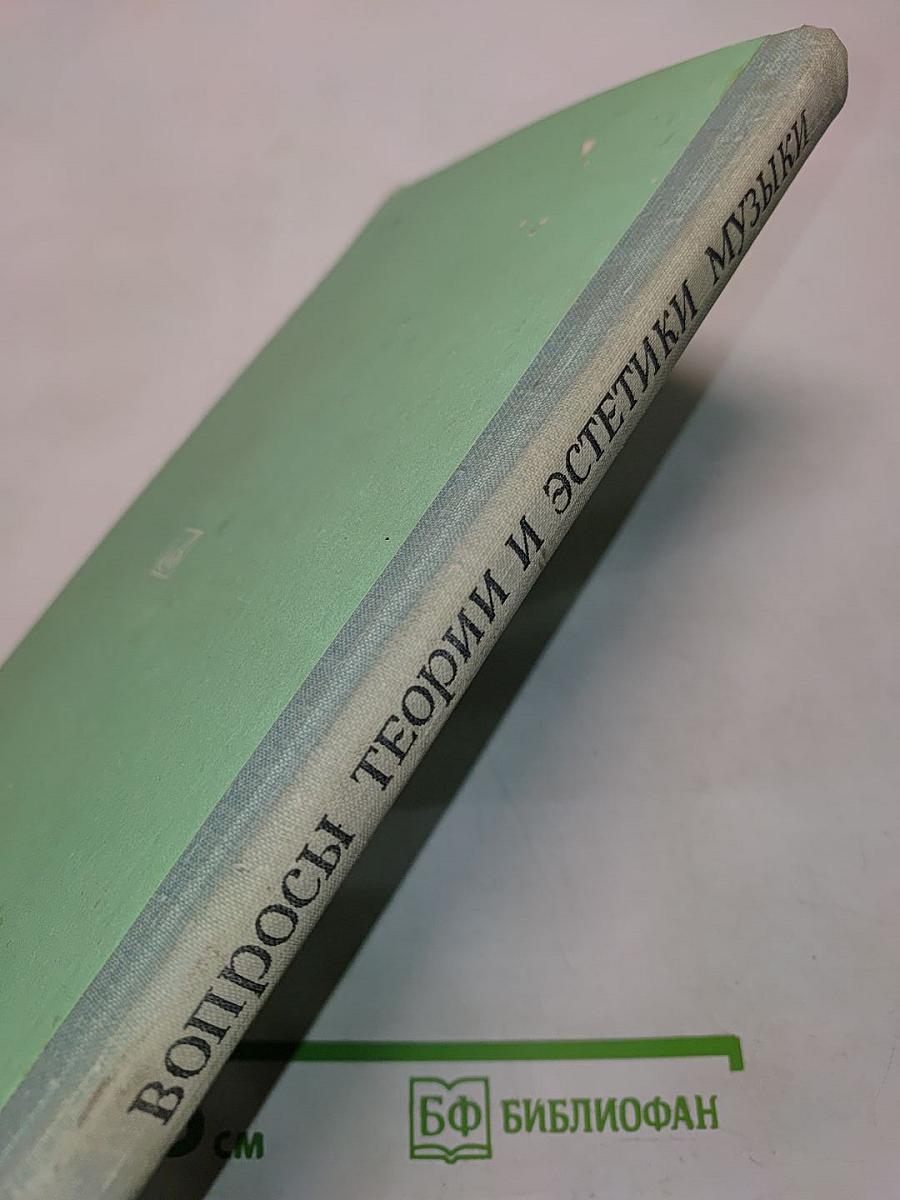 ВОПРОСЫ ТЕОРИИ И ЭСТЕТИКИ МУЗЫКИ
см
БФ БИБЛИОФАН